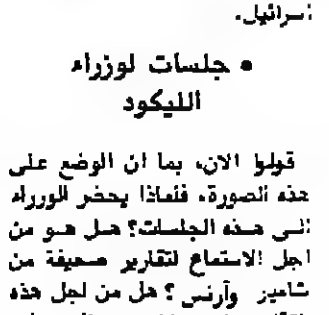 اسرائيل.
• جلسات لوزراء
الليكود
قولوا الان، بما ان الوضع على
هذه الصورة، فلماذا يحضر الوزراء
الى هذه الجلسات؟ هل هو من
اجل الاستماع لتقارير صحيفة من
شامير وآرنس؟ هل من اجل هذه